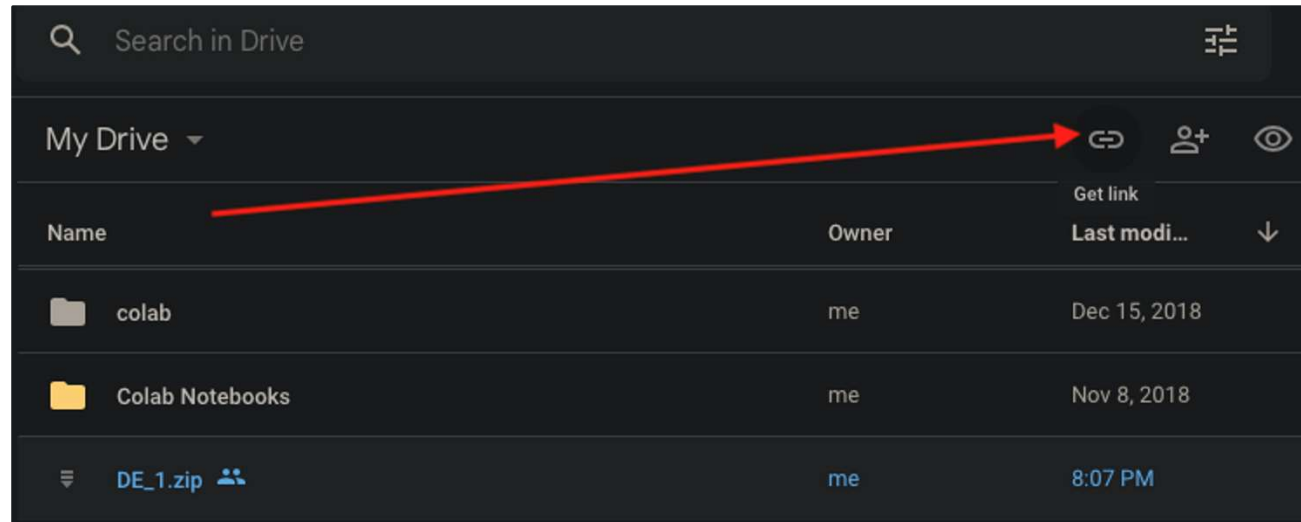 Search in Drive
My Drive
Get link
Name Owner Last modi...
colab me Dec 15, 2018
Colab Notebooks me Nov 8, 2018
DE_1.zip me 8:07 PM